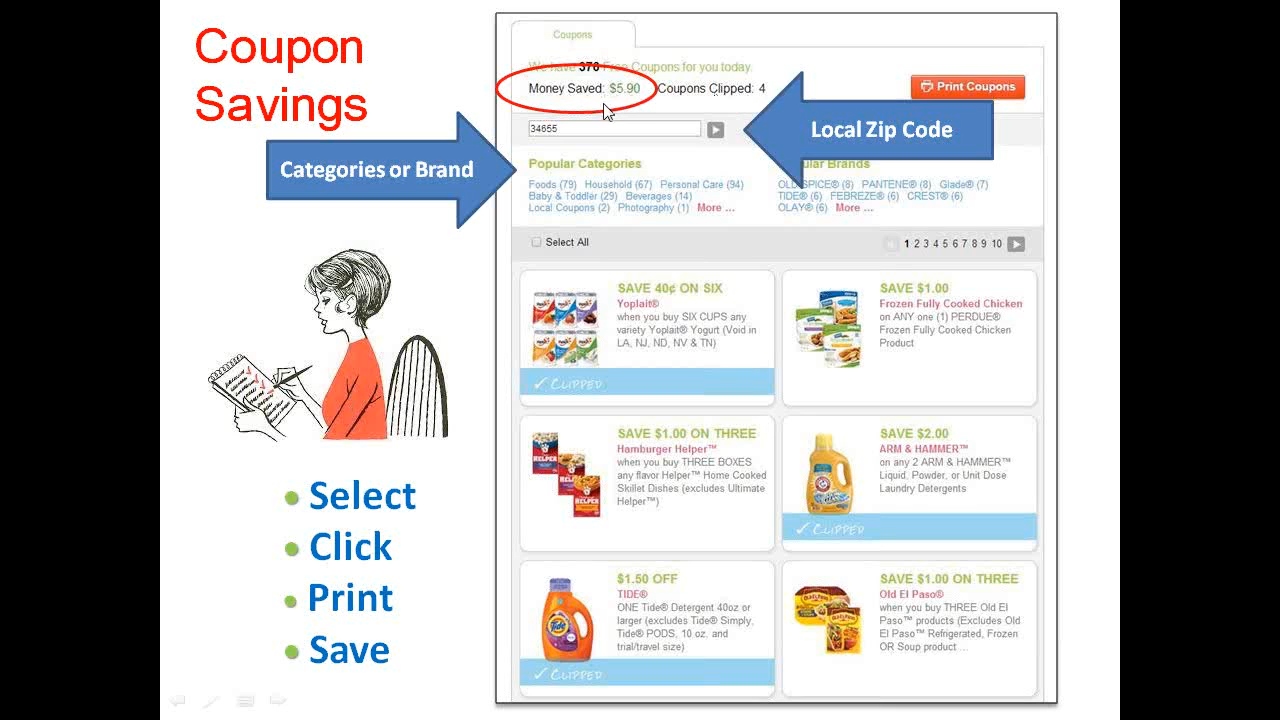 Coupon
Savings
Categories or Brand
Select
Click
Print
Save
Coupons
We have 376 Free Coupons for you today.
Money Saved: $5.90 Coupons Clipped: 4
Print Coupons
34655
Local Zip Code
Popular Categories
Foods (79) Household (67) Personal Care (94)
Baby & Toddler (29) Beverages (14)
Local Coupons (2) Photography (1) More ...
ular Brands
OLD SPICE® (8) PANTENE® (8) Glade® (7)
TIDE® (6) FEBREZE® (6) CREST® (6)
OLAY® (6) More ...
Select All
1 2 3 4 5 6 7 8 9 10
SAVE 40¢ ON SIX
Yoplait®
when you buy SIX CUPS any
variety Yoplait® Yogurt (Void in
LA, NJ, ND, NV & TN)
CLIPPED
SAVE $1.00
Frozen Fully Cooked Chicken
on ANY one (1) PERDUE®
Frozen Fully Cooked Chicken
Product
SAVE $1.00 ON THREE
Hamburger Helper™
when you buy THREE BOXES
any flavor Helper™ Home Cooked
Skillet Dishes (excludes Ultimate
Helper™)
HELPER
HELPER
HELPER
SAVE $2.00
ARM & HAMMER™
on any 2 ARM & HAMMER™
Liquid, Powder, or Unit Dose
Laundry Detergents
CLIPPED
$1.50 OFF
TIDE®
ONE Tide® Detergent 40oz or
larger (excludes Tide® Simply,
Tide® PODS, 10 oz. and
trial/travel size)
Tide
CLIPPED
SAVE $1.00 ON THREE
Old El Paso®
when you buy THREE Old El
Paso™ products (Excludes Old
El Paso™ Refrigerated, Frozen
OR Soup product ...